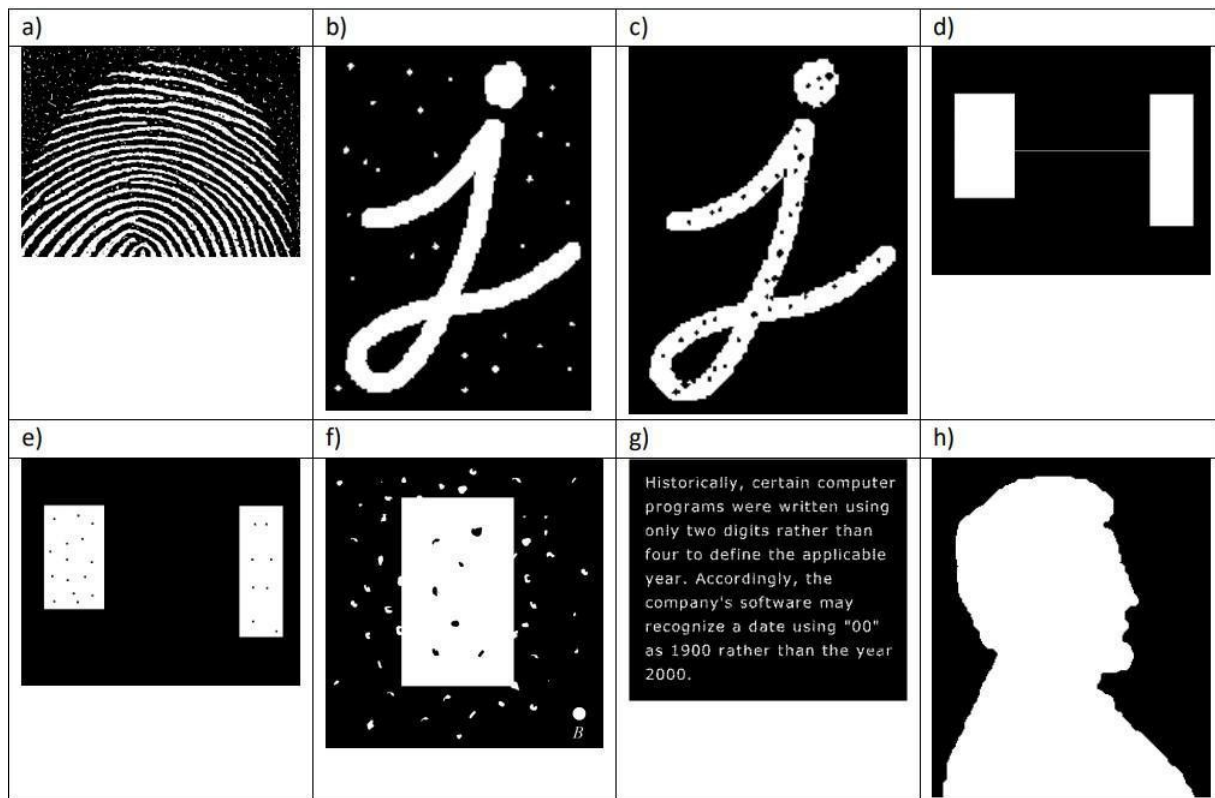 a)
b)
c)
d)
e)
f)
g)
h)
B
Historically, certain computer
programs were written using
only two digits rather than
four to define the applicable
year. Accordingly, the
company's software may
recognize a date using "00"
as 1900 rather than the year
2000.